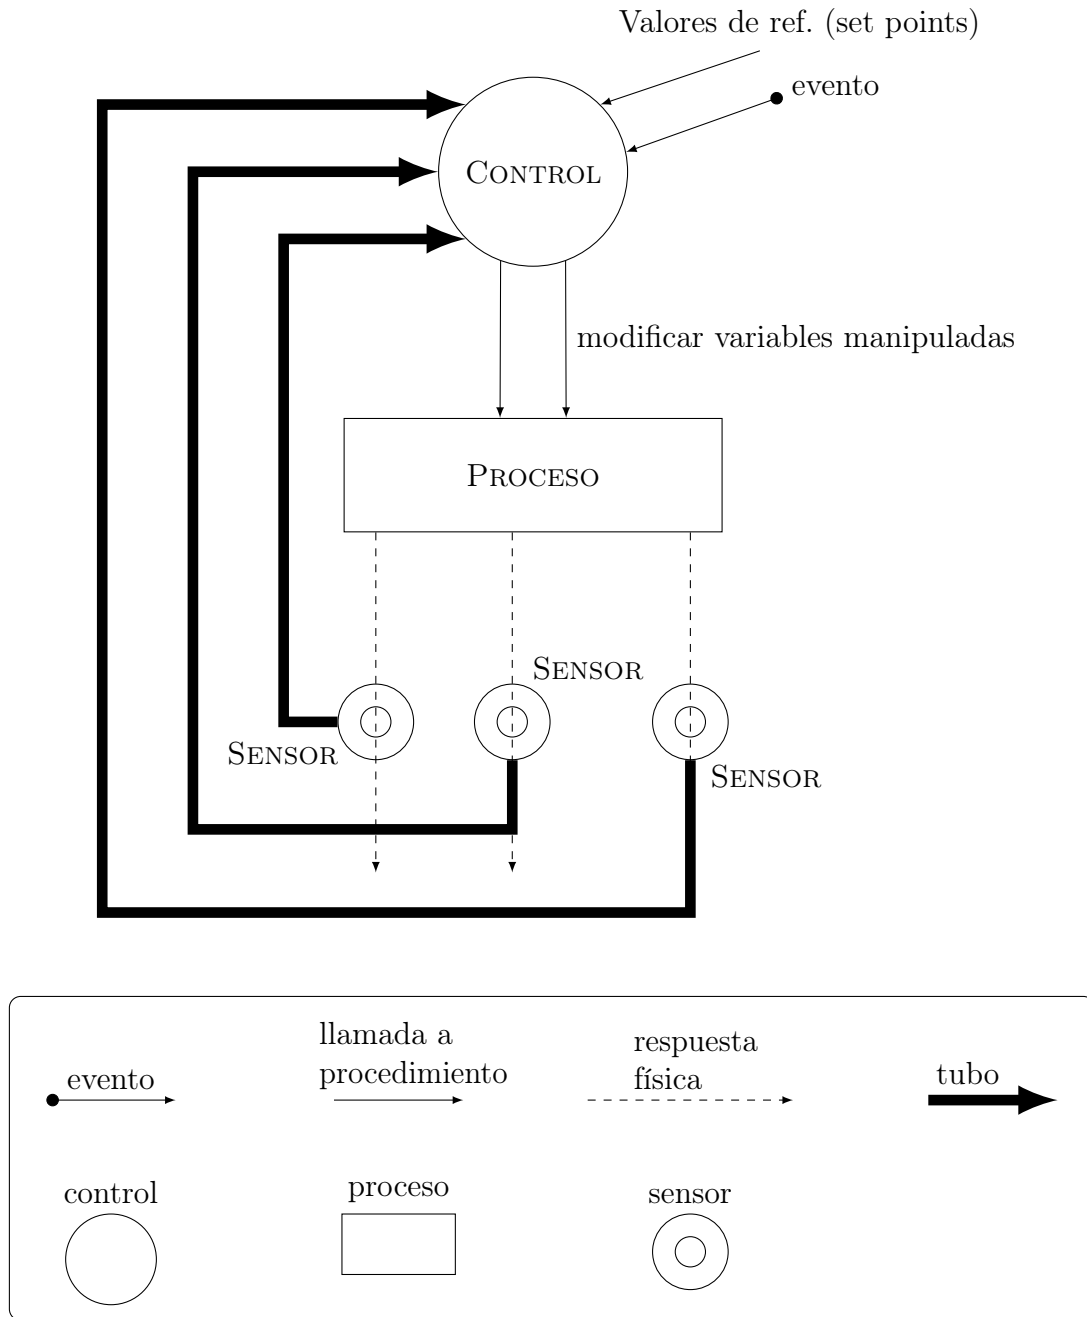 Valores de ref. (set points)
evento
CONTROL
modificar variables manipuladas
PROCESO
SENSOR
SENSOR
SENSOR
evento
llamada a
procedimiento
respuesta
física
tubo
control
proceso
sensor